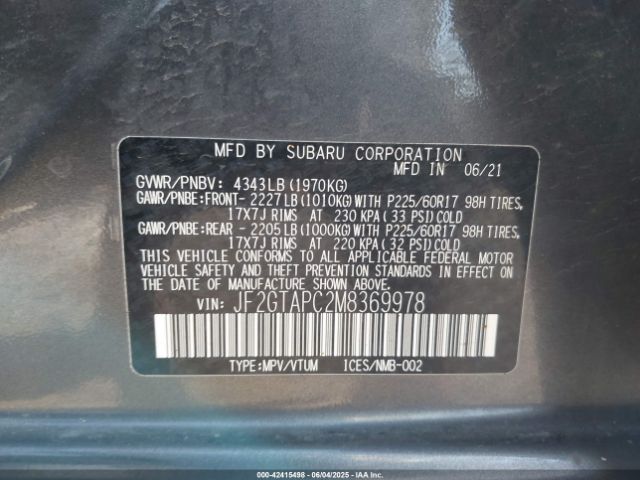 MFD BY SUBARU CORPORATION
MFD IN 06/21
GVWR/PNBV: 4343LB(1970KG)
GAWR/PNBE:FRONT- 2227LB(1010KG)WITH P225/60R17 98H TIRES,
17X7J RIMS AT 230 KPA(33 PSI)COLD
GAWR/PNBE:REAR - 2205LB(1000KG)WITH P225/60R17 98H TIRES,
17X7J RIMS AT 220 KPA(32 PSI)COLD
THIS VEHICLE CONFORMS TO ALL APPLICABLE FEDERAL MOTOR
VEHICLE SAFETY AND THEFT PREVENTION STANDARDS IN EFFECT
ON THE DATE OF MANUFACTURE SHOWN ABOVE.
VIN: JF2GTAPC2M8369978
TYPE:MPV/VTUM 1CES/NMB-002
000-42415498 - 06/04/2025 - IAAI.COM